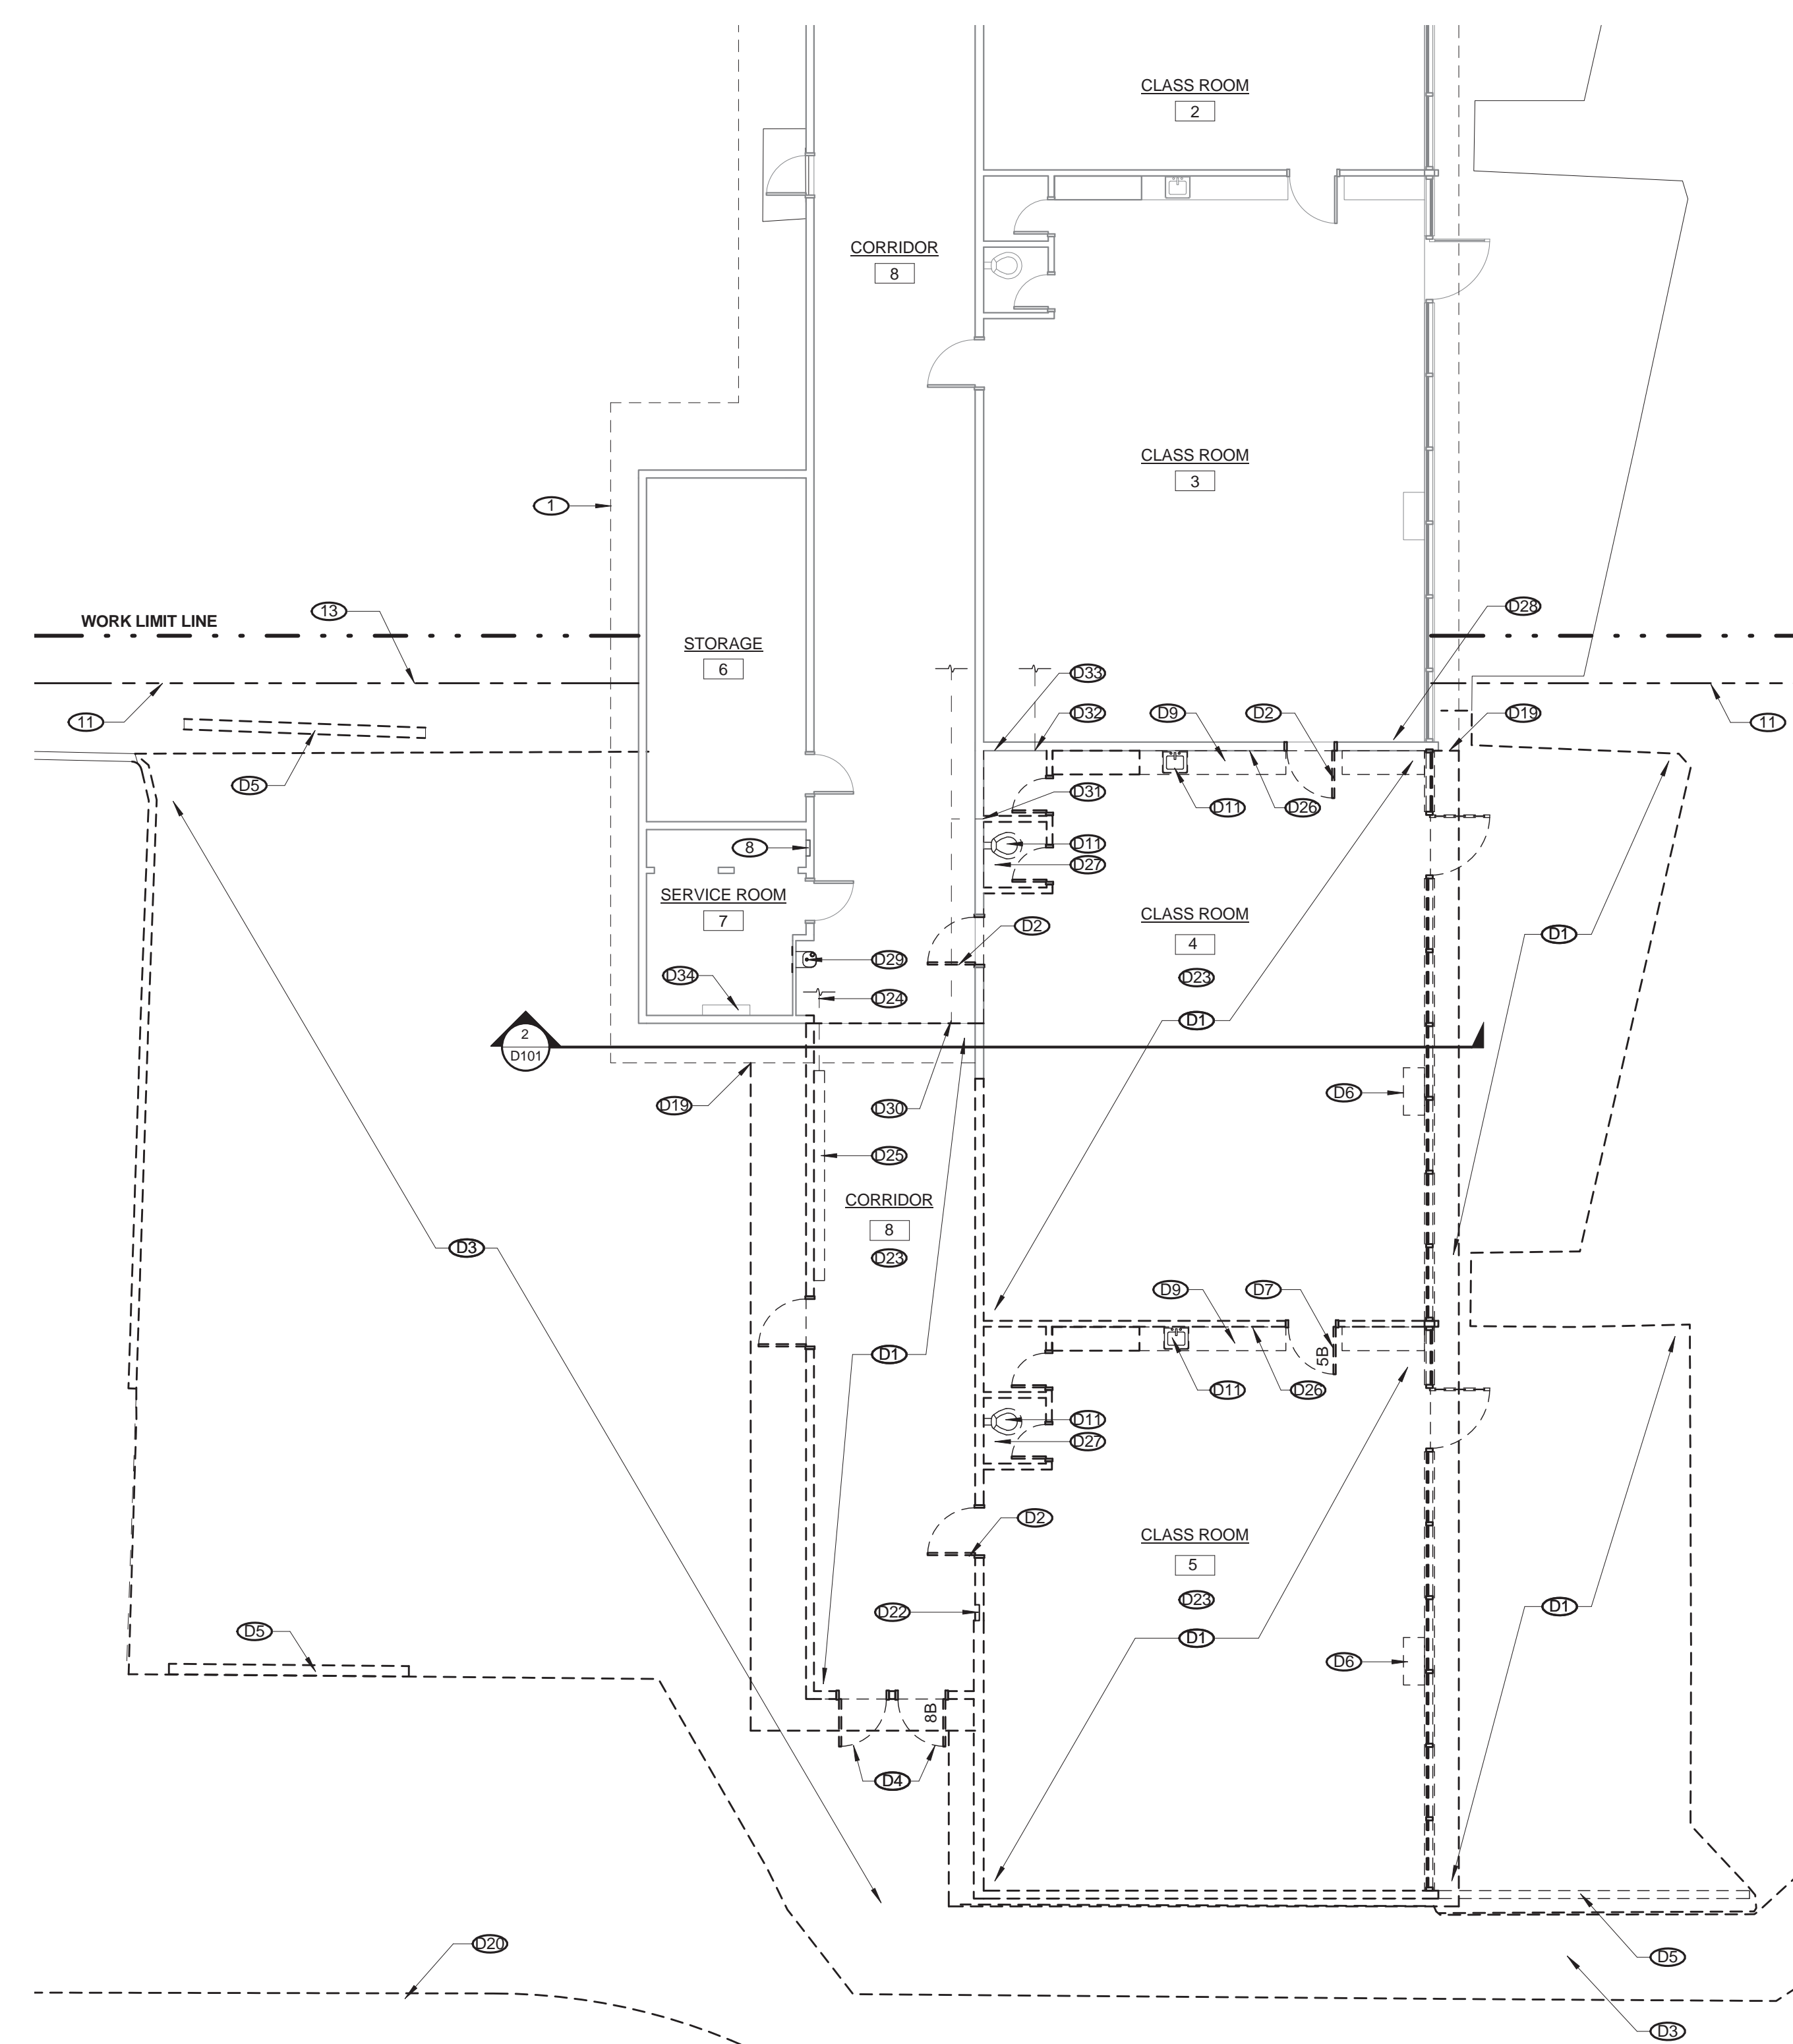 CLASS ROOM
2
CORRIDOR
8
CLASS ROOM
3
1
13
D28
WORK LIMIT LINE
STORAGE
6
D33
11
D5
D32
D9
D2
D19
11
D31
D11
D26
8
D11
D27
SERVICE ROOM
7
CLASS ROOM
4
D2
D1
D29
D34
D23
D24
D1
2
D101
D6
D19
D30
D25
CORRIDOR
8
D23
D3
D9
D7
D1
5B
D11
D26
D11
D27
D2
CLASS ROOM
5
D23
D22
D1
D1
D5
D6
8B
D4
D20
D5
D3